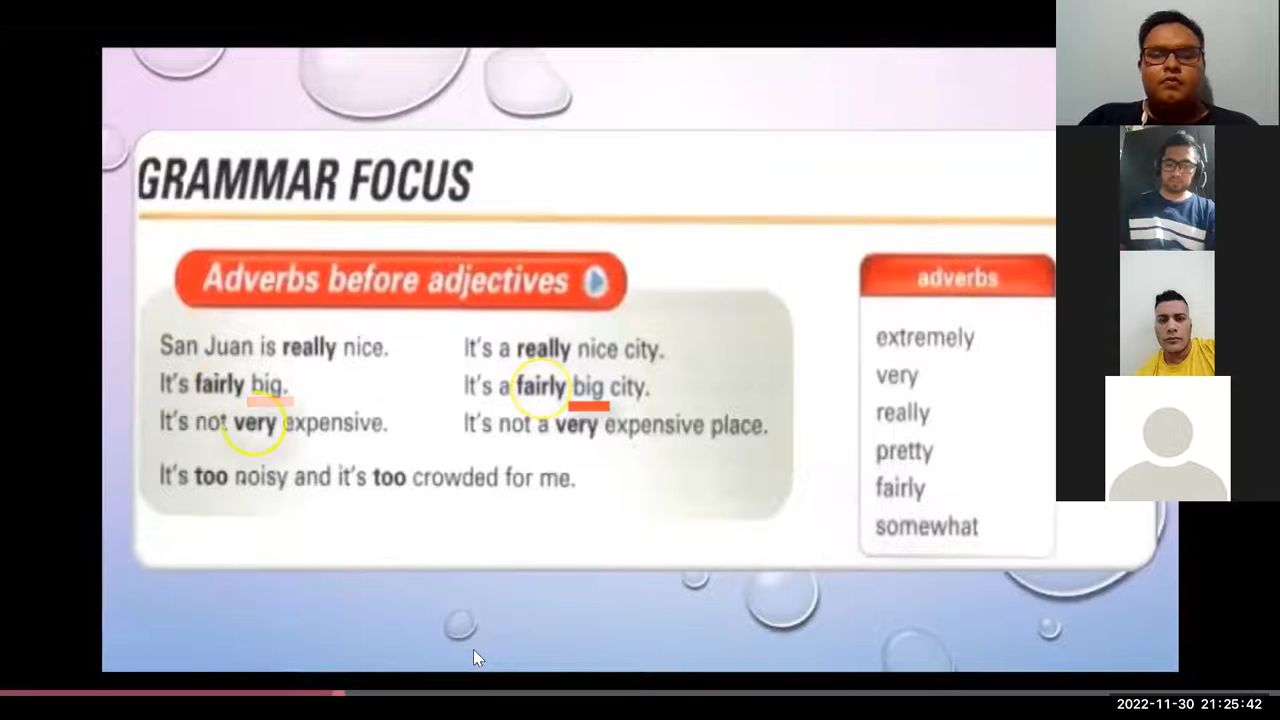 GRAMMAR FOCUS
Adverbs before adjectives
San Juan is really nice.
It's fairly big.
It's not very expensive.
It's a really nice city.
It's a fairly big city.
It's not a very expensive place.
It's too noisy and it's too crowded for me.
adverbs
extremely
very
really
pretty
fairly
somewhat
2022-11-30 21:25:42